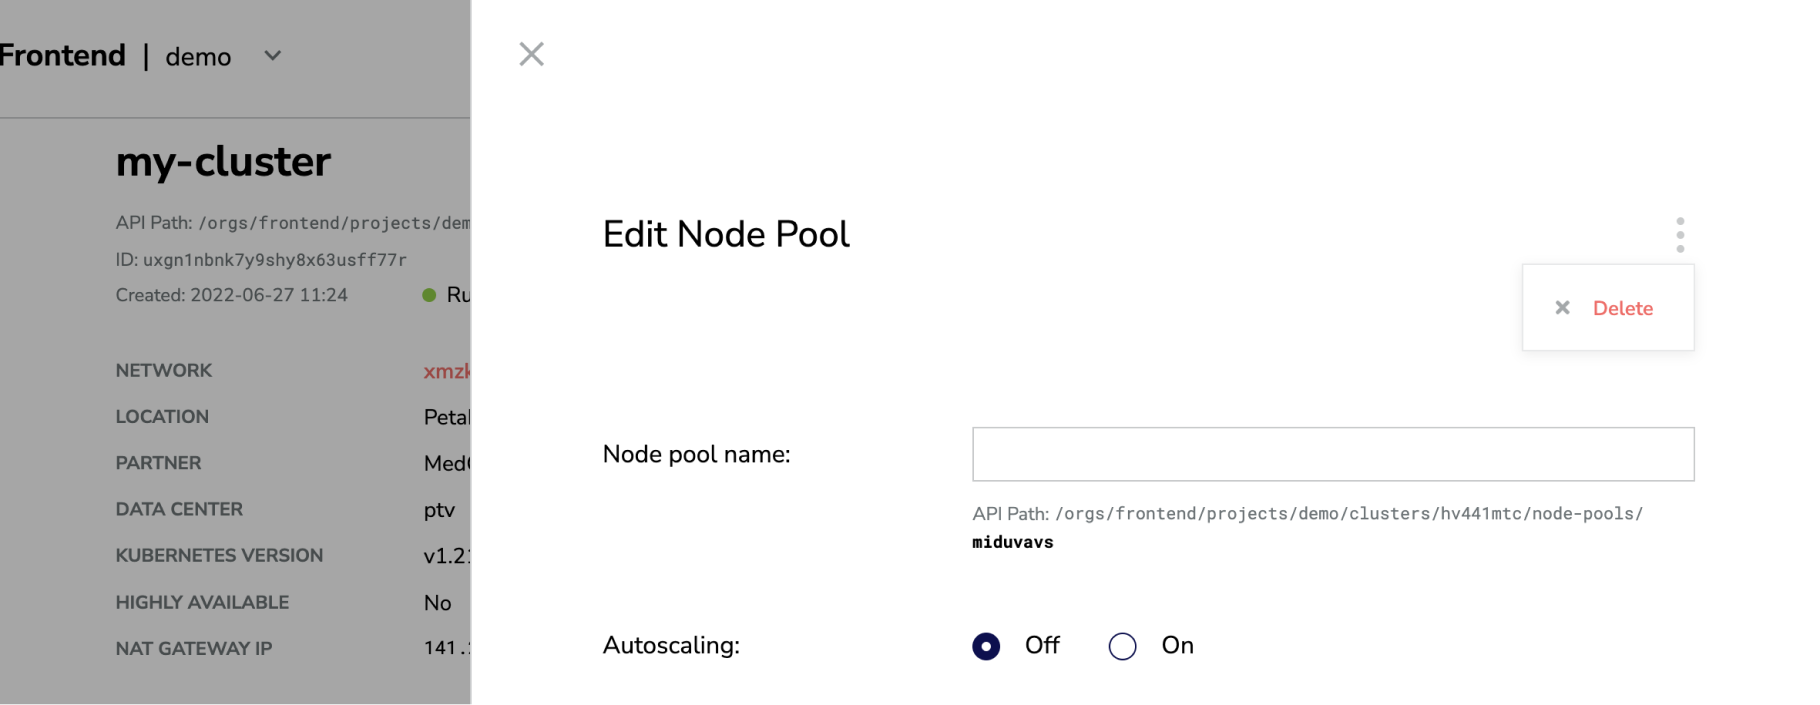 Frontend | demo
my-cluster
API Path: /orgs/frontend/projects/dem
ID: uxgn1nbnk7y9shy8x63usff77r
Created: 2022-06-27 11:24
Ru
NETWORK xmzk
LOCATION Petal
PARTNER Med
DATA CENTER ptv
KUBERNETES VERSION v1.21
HIGHLY AVAILABLE No
NAT GATEWAY IP 141.
Edit Node Pool
Delete
Node pool name:
API Path: /orgs/frontend/projects/demo/clusters/hv441mtc/node-pools/
miduvavs
Autoscaling: Off On